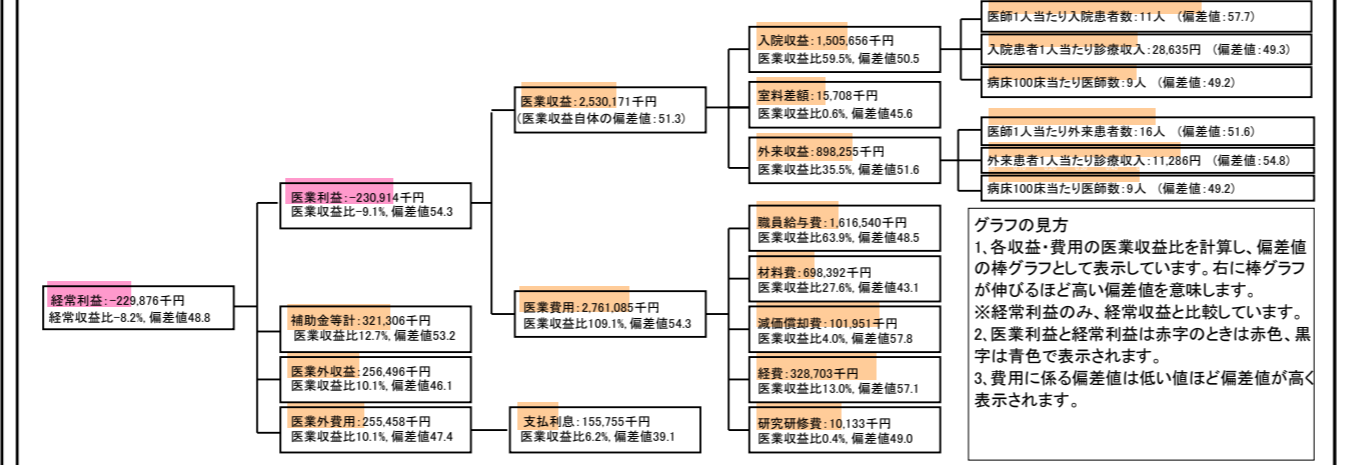 経常利益:-229,876千円
経常収益比-8.2%, 偏差値48.8
医業利益:-230,914千円
医業収益比-9.1%, 偏差値54.3
補助金等計:321,306千円
医業収益比12.7%, 偏差値53.2
医業外収益:256,496千円
医業収益比10.1%, 偏差値46.1
医業外費用:255,458千円
医業収益比10.1%, 偏差値47.4
医業収益:2,530,171千円
(医業収益自体の偏差値:51.3)
医業費用:2,761,085千円
医業収益比109.1%, 偏差値54.3
支払利息:155,755千円
医業収益比6.2%, 偏差値39.1
入院収益:1,505,656千円
医業収益比59.5%, 偏差値50.5
室料差額:15,708千円
医業収益比0.6%, 偏差値45.6
外来収益:898,255千円
医業収益比35.5%, 偏差値51.6
職員給与費:1,616,540千円
医業収益比63.9%, 偏差値48.5
材料費:698,392千円
医業収益比27.6%, 偏差値43.1
減価償却費:101,951千円
医業収益比4.0%, 偏差値57.8
経費:328,703千円
医業収益比13.0%, 偏差値57.1
研究研修費:10,133千円
医業収益比0.4%, 偏差値49.0
医師1人当たり入院患者数:11人 (偏差値:57.7)
入院患者1人当たり診療収入:28,635円 (偏差値:49.3)
病床100床当たり医師数:9人 (偏差値:49.2)
医師1人当たり外来患者数:16人 (偏差値:51.6)
外来患者1人当たり診療収入:11,286円 (偏差値:54.8)
病床100床当たり医師数:9人 (偏差値:49.2)
グラフの見方
1、各収益・費用の医業収益比を計算し、偏差値
の棒グラフとして表示しています。右に棒グラフ
が伸びるほど高い偏差値を意味します。
※経常利益のみ、経常収益と比較しています。
2、医業利益と経常利益は赤字のときは赤色、黒
字は青色で表示されます。
3、費用に係る偏差値は低い値ほど偏差値が高く
表示されます。